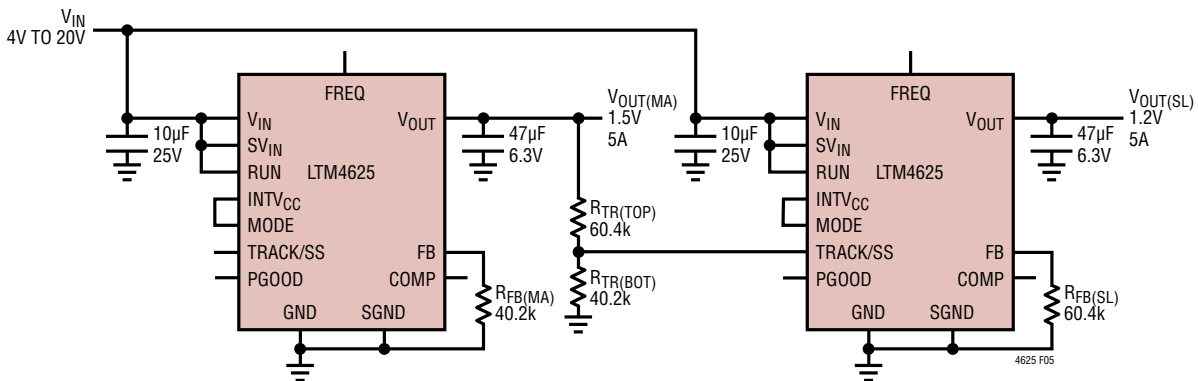 VIN
4V TO 20V
10µF
25V
FREQ
VIN
SVIN
RUN
INTVCC
MODE
TRACK/SS
PGOOD
LTM4625
VOUT
FB
COMP
GND
SGND
47µF
6.3V
VOUT(MA)
1.5V
5A
RFB(MA)
40.2k
RTR(TOP)
60.4k
RTR(BOT)
40.2k
10µF
25V
FREQ
VIN
SVIN
RUN
INTVCC
MODE
TRACK/SS
PGOOD
LTM4625
VOUT
FB
COMP
GND
SGND
47µF
6.3V
VOUT(SL)
1.2V
5A
RFB(SL)
60.4k
4625 F05